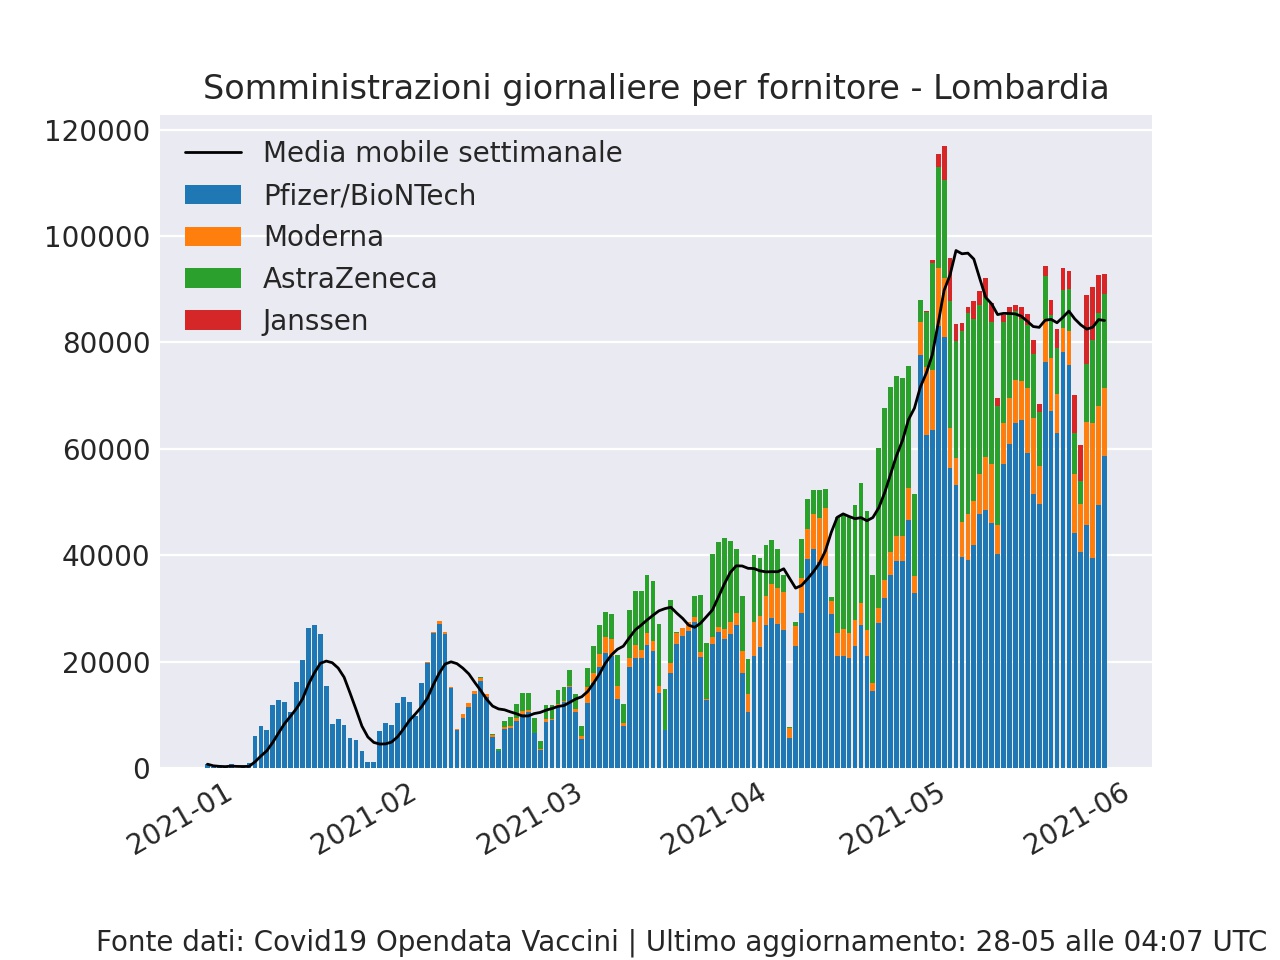 Somministrazioni giornaliere per fornitore - Lombardia
120000
100000
80000
60000
40000
20000
0
Media mobile settimanale
Pfizer/BioNTech
Moderna
AstraZeneca
Janssen
2021-01
2021-02
2021-03
2021-04
2021-05
2021-06
Fonte dati: Covid19 Opendata Vaccini | Ultimo aggiornamento: 28-05 alle 04:07 UTC